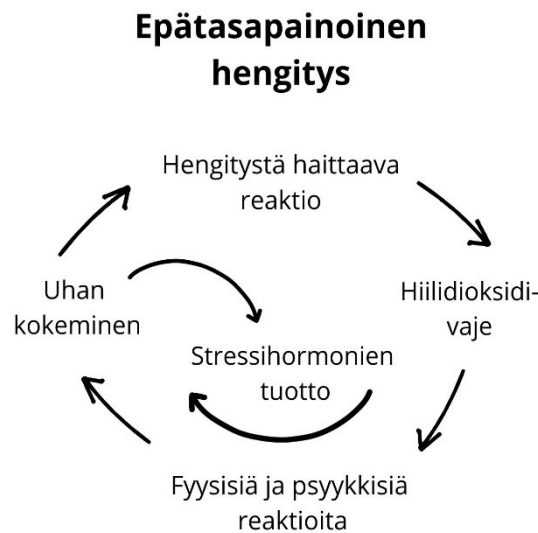 Epätasapainoinen
hengitys
Hengitystä haittaava
reaktio
Uhan
kokeminen
Hiilidioksidi-
vaje
Stressihormonien
tuotto
Fyysisiä ja psyykkisiä
reaktioita